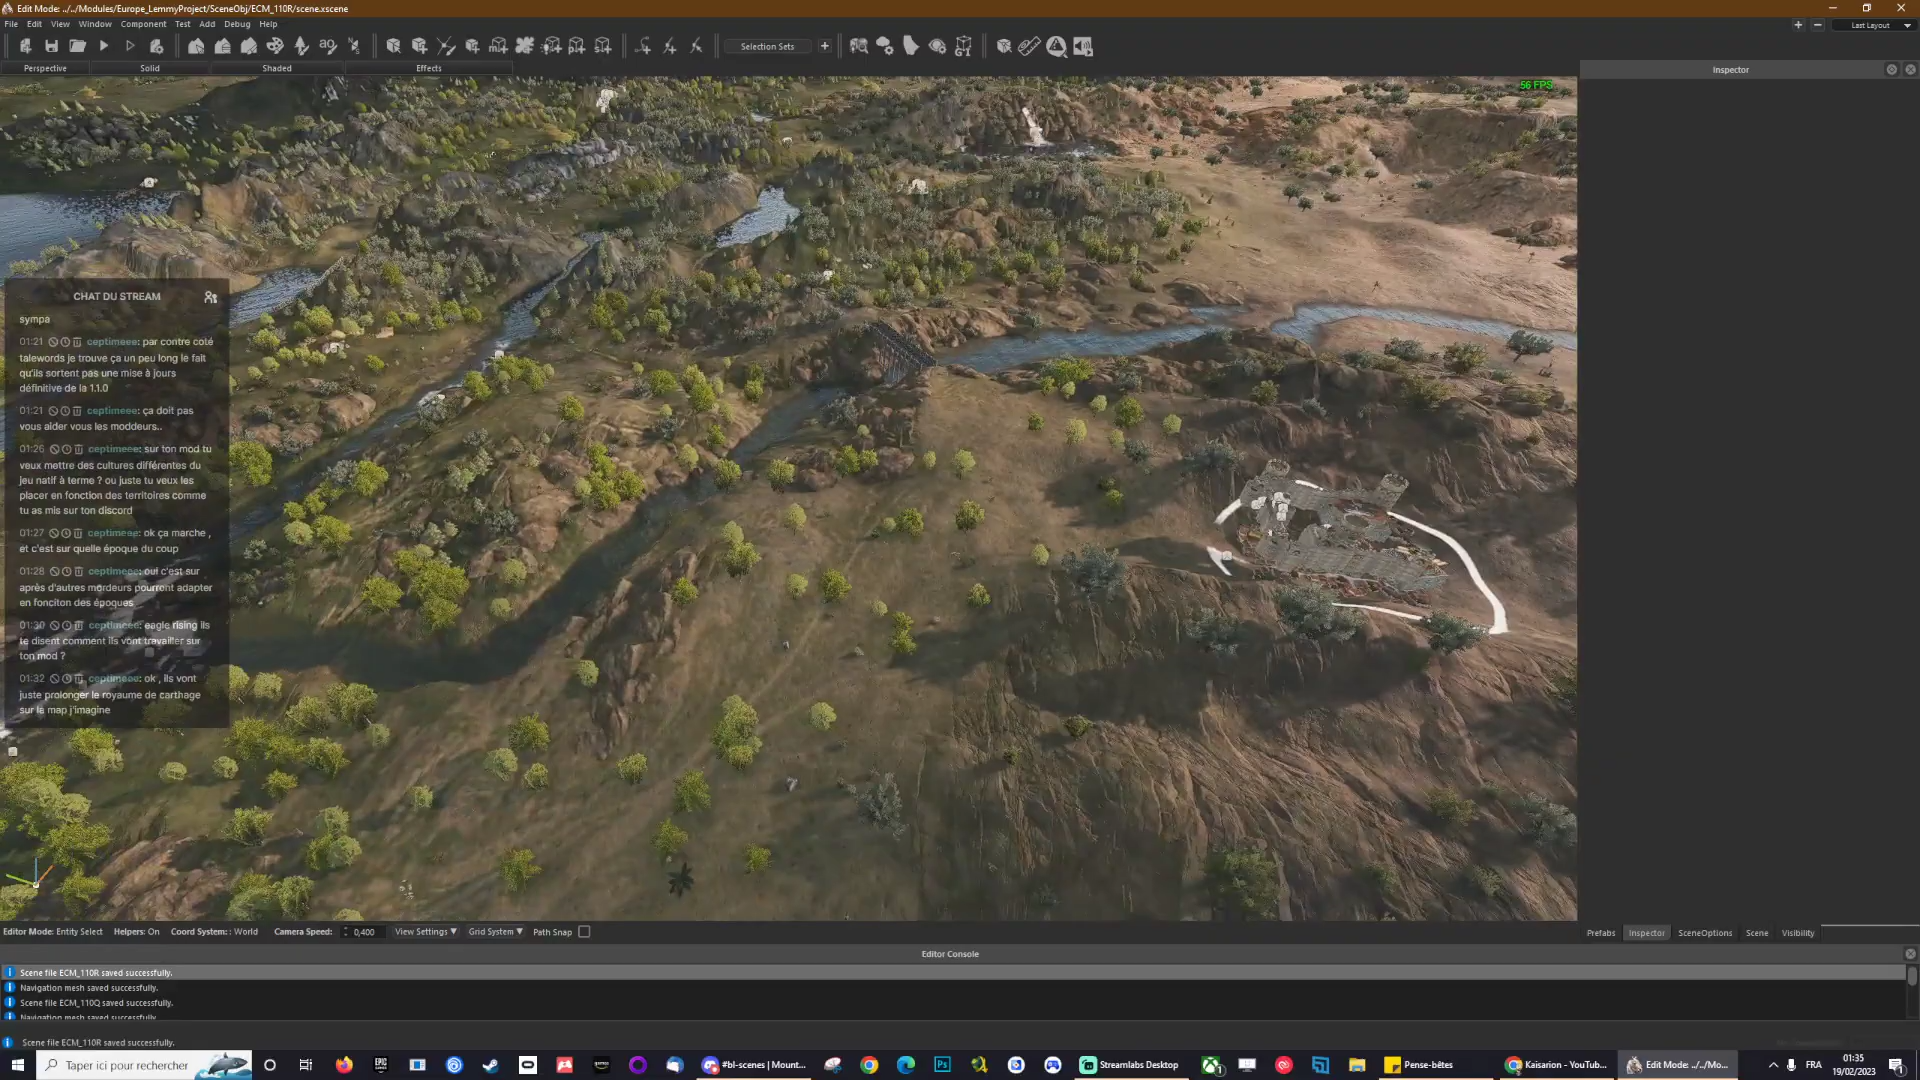 Edit Mode: ../../Modules/Europe_LemmyProject/SceneObj/ECM_110R/scene.xscene
File Edit View Window Component Test Add Debug Help
Last Layout
Selection Sets
Perspective Solid Shaded Effects
Inspector
56 FPS
CHAT DU STREAM
sympa
01:21 ceptimeee: par contre coté
talewords je trouve ça un peu long le fait
qu'ils sortent pas une mise à jours
définitive de la 1.1.0
01:21 ceptimeee: ça doit pas
vous aider vous les moddeurs..
01:26 ceptimeee: sur ton mod tu
veux mettre des cultures différentes du
jeu natif à terme ? ou juste tu veux les
placer en fonction des territoires comme
tu as mis sur ton discord
01:27 ceptimeee: ok ça marche ,
et c'est sur quelle époque du coup
01:28 ceptimeee: oui c'est sur
après d'autres mordeurs pourront adapter
en fonciton des époques
01:30 ceptimeee: eagle rising ils
te disent comment ils vont travailler sur
ton mod ?
01:32 ceptimeee: ok , ils vont
juste prolonger le royaume de carthage
sur la map j'imagine
Editor Mode: Entity Select Helpers: On Coord System: : World Camera Speed: 0,400 View Settings Grid System Path Snap
Prefabs Inspector SceneOptions Scene Visibility
Editor Console
Scene file ECM_110R saved successfully.
Navigation mesh saved successfully.
Scene file ECM_110Q saved successfully.
Navigation mesh saved successfully.
Scene file ECM_110R saved successfully.
Taper ici pour rechercher
#bl-scenes | Mount...
Streamlabs Desktop
Pense-bêtes
Kaisarion - YouTub...
Edit Mode: ../../Mo...
FRA
01:35
19/02/2023